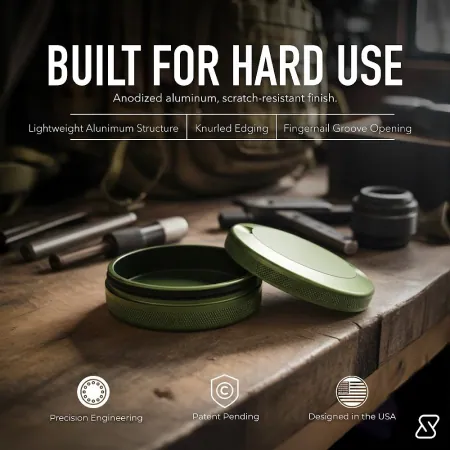 BUILT FOR HARD USE
Anodized aluminum, scratch-resistant finish.
Lightweight Alunimum Structure | Knurled Edging | Fingernail Groove Opening
Precision Engineering
Patent Pending
Designed in the USA